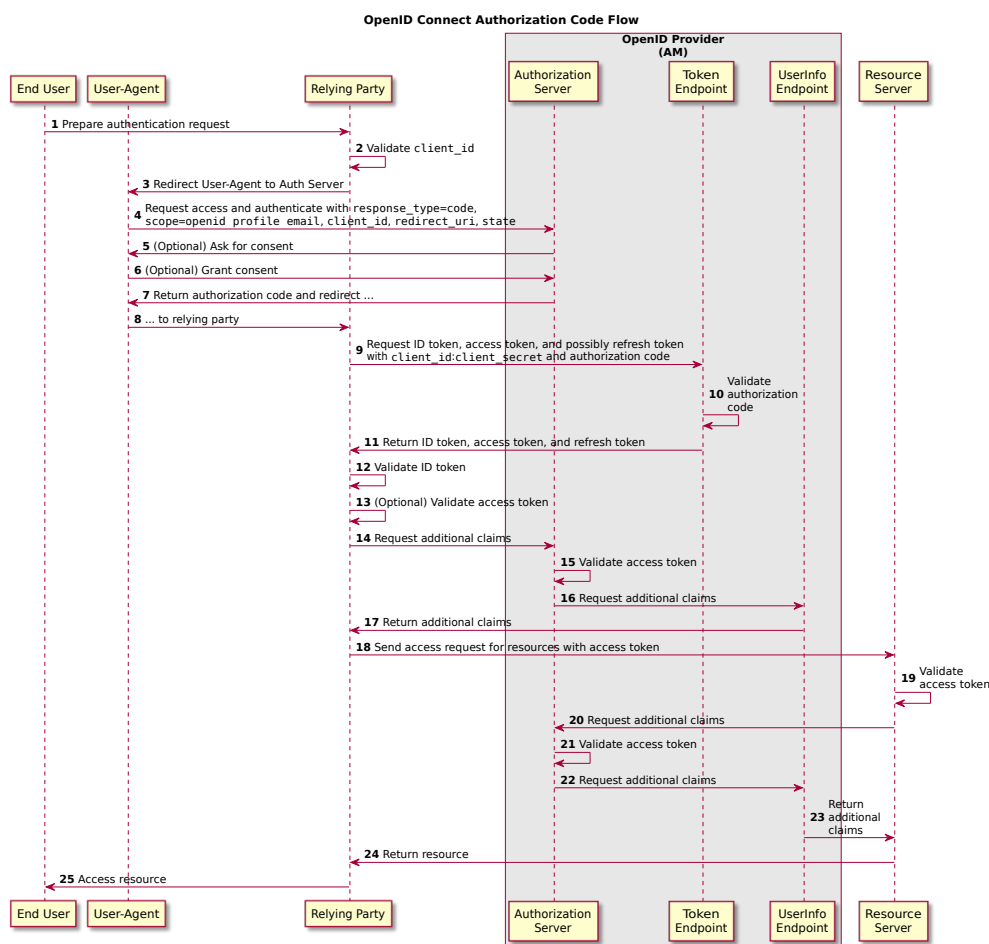 OpenID Connect Authorization Code Flow
OpenID Provider
(AM)
End User
User-Agent
Relying Party
Authorization
Server
Token
Endpoint
UserInfo
Endpoint
Resource
Server
1 Prepare authentication request
2 Validate client_id
3 Redirect User-Agent to Auth Server
4 Request access and authenticate with response_type=code,
scope=openid profile email, client_id, redirect_uri, state
5 (Optional) Ask for consent
6 (Optional) Grant consent
7 Return authorization code and redirect ...
8 ... to relying party
9 Request ID token, access token, and possibly refresh token
with client_id:client_secret and authorization code
Validate
10 authorization
code
11 Return ID token, access token, and refresh token
12 Validate ID token
13 (Optional) Validate access token
14 Request additional claims
15 Validate access token
16 Request additional claims
17 Return additional claims
18 Send access request for resources with access token
19 Validate
access token
20 Request additional claims
21 Validate access token
22 Request additional claims
Return
23 additional
claims
24 Return resource
25 Access resource
End User
User-Agent
Relying Party
Authorization
Server
Token
Endpoint
UserInfo
Endpoint
Resource
Server